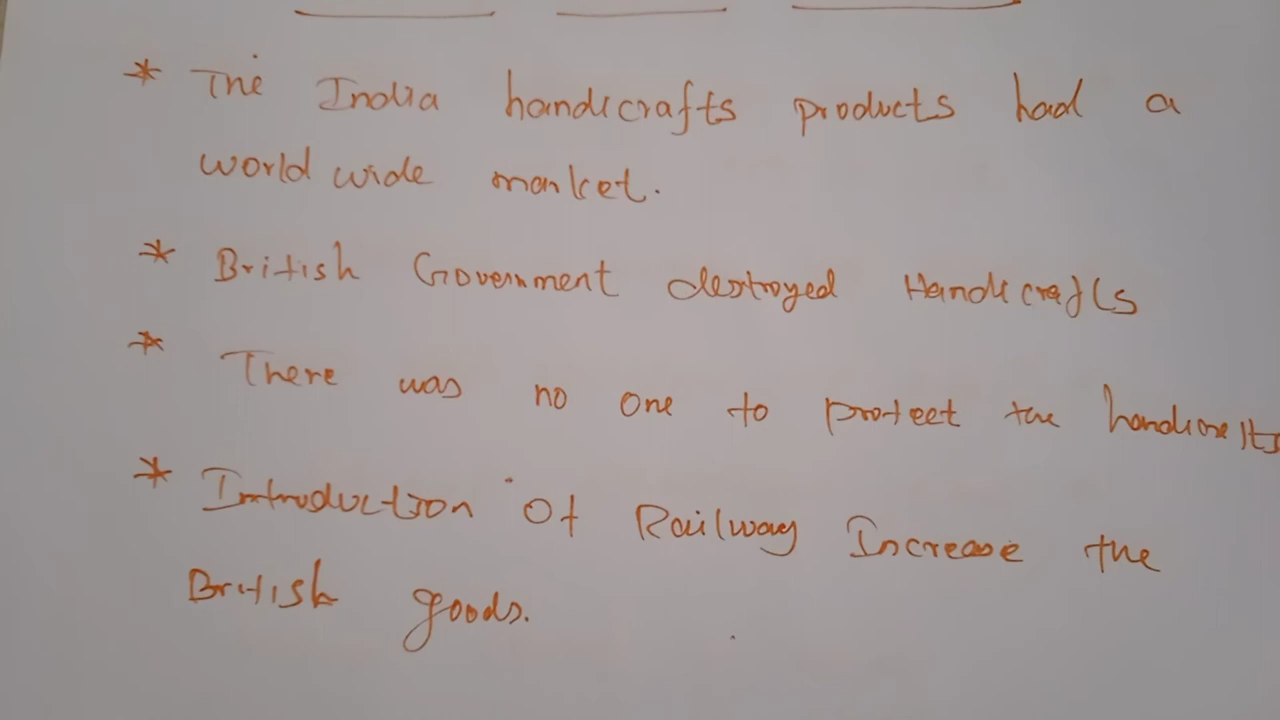 * The India handicrafts products had a
world wide market.
* British Government destroyed Handicrafts
* There was no one to protect the handicrafts
* Introduction Of Railway Increase the
British goods.